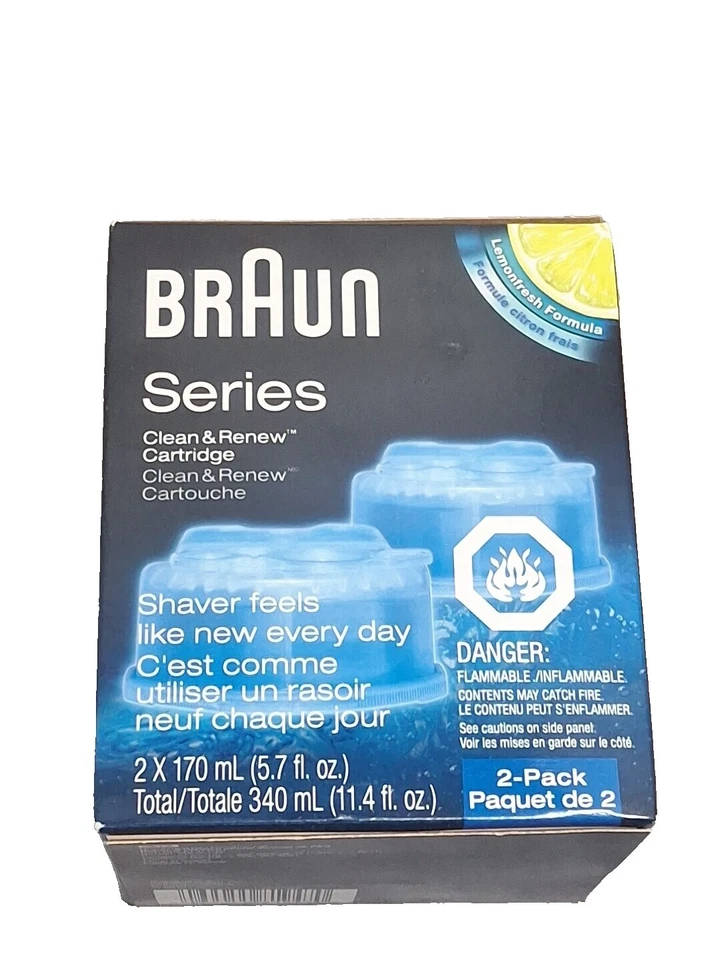 BRAUN
Series
Clean & Renew™
Cartridge
Clean & Renew MD
Cartouche
Lemonfresh Formula
Formule citron frais
Shaver feels
like new every day
C'est comme
utiliser un rasoir
neuf chaque jour
2 X 170 mL (5.7 fl. oz.)
Total/Totale 340 mL (11.4 fl. oz.)
DANGER:
FLAMMABLE./INFLAMMABLE.
CONTENTS MAY CATCH FIRE.
LE CONTENU PEUT S'ENFLAMMER.
See cautions on side panel.
Voir les mises en garde sur le côté.
2-Pack
Paquet de 2